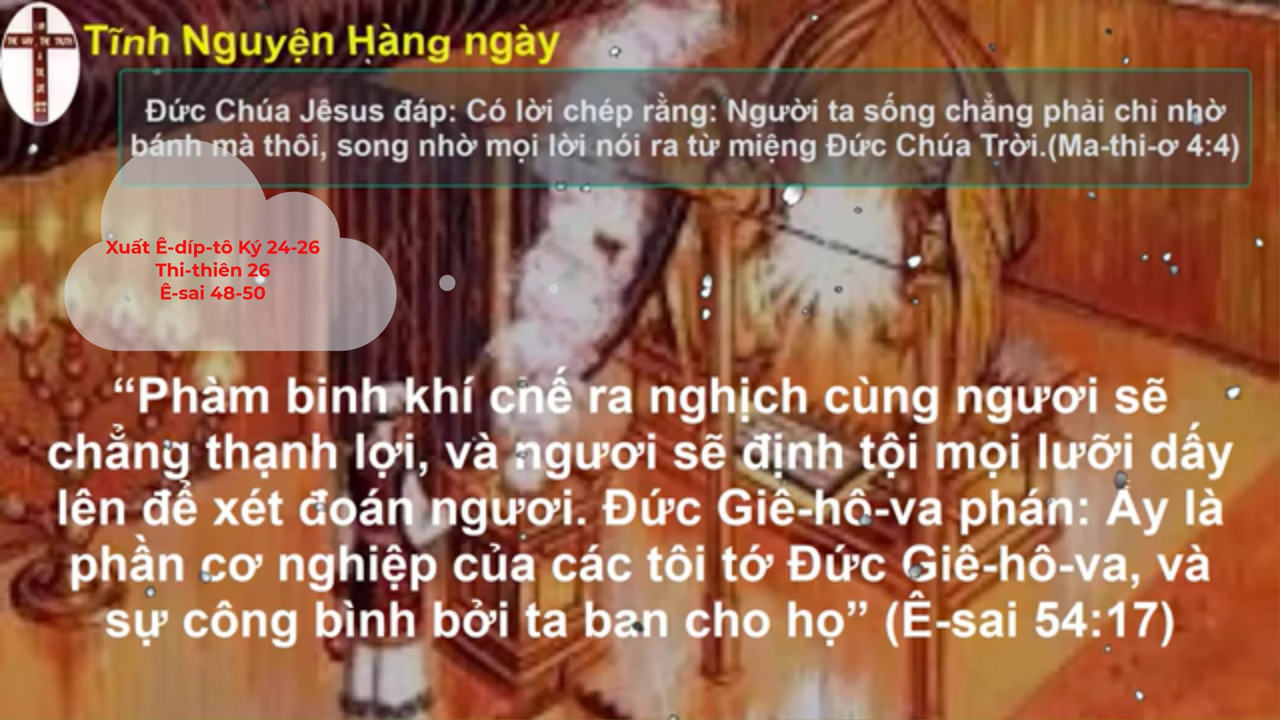 Tĩnh Nguyện Hàng ngày
Đức Chúa Jêsus đáp: Có lời chép rằng: Người ta sống chẳng phải chỉ nhờ
bánh mà thôi, song nhờ mọi lời nói ra từ miệng Đức Chúa Trời.(Ma-thi-ơ 4:4)
Xuất Ê-díp-tô Ký 24-26
Thi-thiên 26
Ê-sai 48-50
“Phàm binh khí chế ra nghịch cùng ngươi sẽ
chẳng thạnh lợi, và ngươi sẽ định tội mọi lưỡi dấy
lên để xét đoán ngươi. Đức Giê-hô-va phán: Ấy là
phần cơ nghiệp của các tôi tớ Đức Giê-hô-va, và
sự công bình bởi ta ban cho họ” (Ê-sai 54:17)